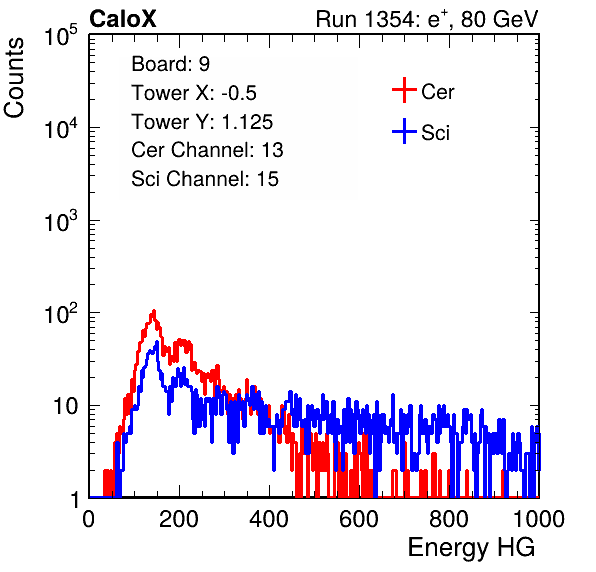 CaloX Run 1354: e⁺, 80 GeV
Counts
10⁵
10⁴
10³
10²
10
1
Board: 9
Tower X: -0.5
Tower Y: 1.125
Cer Channel: 13
Sci Channel: 15
Cer
Sci
0 200 400 600 800 1000
Energy HG